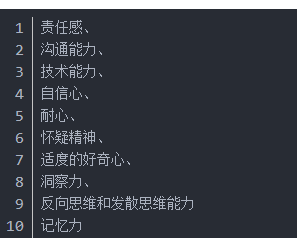 1 责任感、
2 沟通能力、
3 技术能力、
4 自信心、
5 耐心、
6 怀疑精神、
7 适度的好奇心、
8 洞察力、
9 反向思维和发散思维能力
10 记忆力